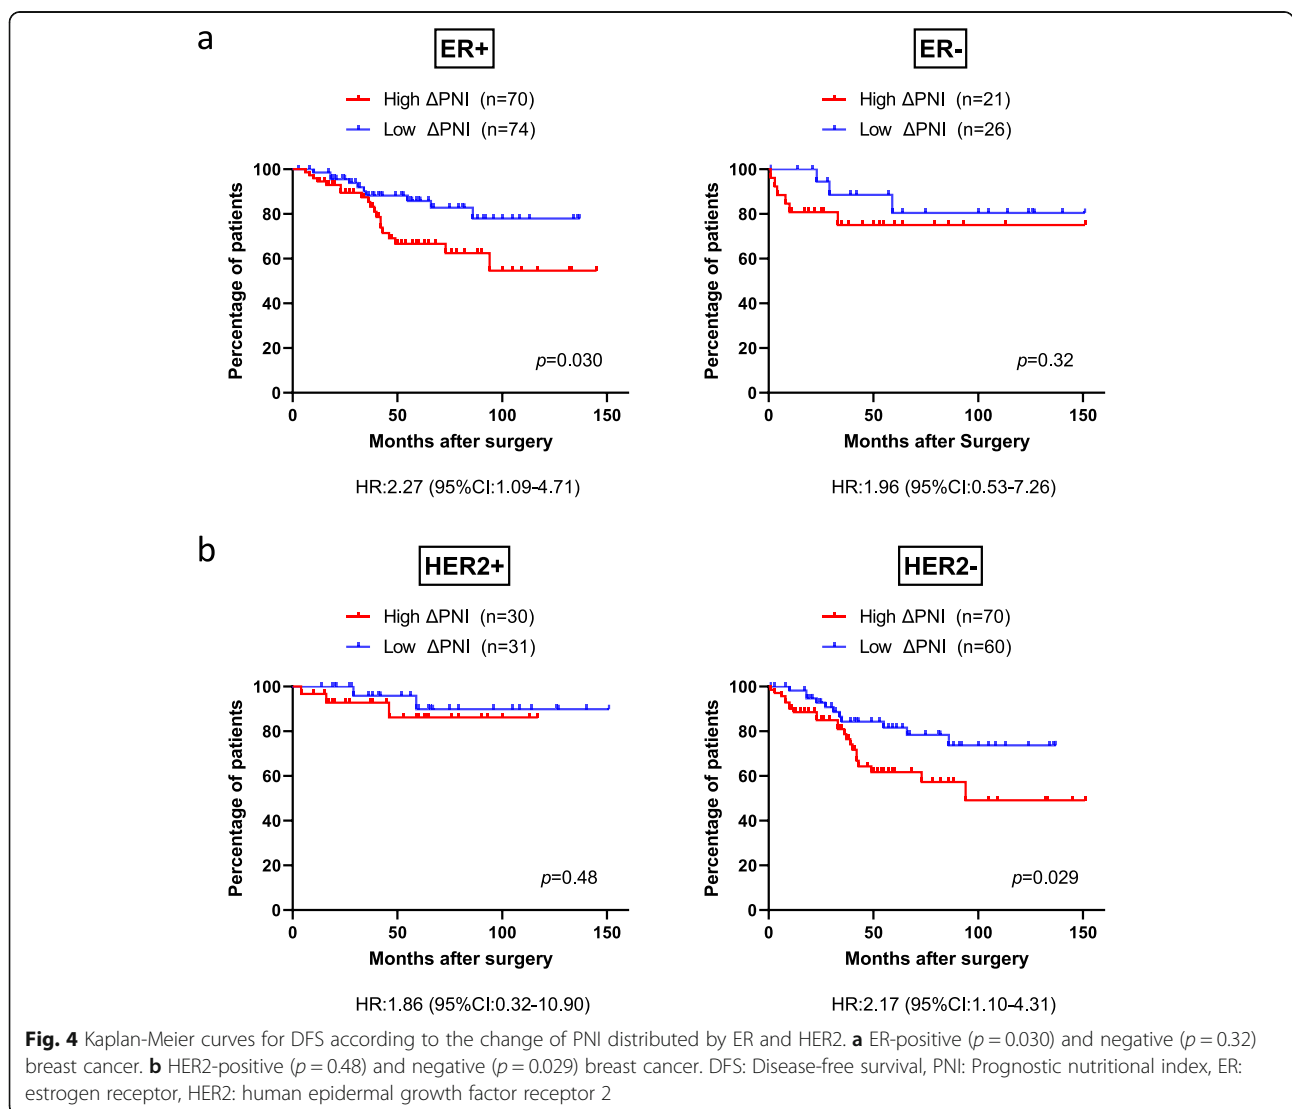 a
ER+
High ΔPNI (n=70)
Low ΔPNI (n=74)
Percentage of patients
100
80
60
40
20
0
0 50 100 150
p=0.030
Months after surgery
HR:2.27 (95%CI:1.09-4.71)
ER-
High ΔPNI (n=21)
Low ΔPNI (n=26)
Percentage of patients
100
80
60
40
20
0
0 50 100 150
p=0.32
Months after Surgery
HR:1.96 (95%CI:0.53-7.26)
b
HER2+
High ΔPNI (n=30)
Low ΔPNI (n=31)
Percentage of patients
100
80
60
40
20
0
0 50 100 150
p=0.48
Months after surgery
HR:1.86 (95%CI:0.32-10.90)
HER2-
High ΔPNI (n=70)
Low ΔPNI (n=60)
Percentage of patients
100
80
60
40
20
0
0 50 100 150
p=0.029
Months after surgery
HR:2.17 (95%CI:1.10-4.31)
Fig. 4 Kaplan-Meier curves for DFS according to the change of PNI distributed by ER and HER2. a ER-positive (p = 0.030) and negative (p = 0.32)
breast cancer. b HER2-positive (p = 0.48) and negative (p = 0.029) breast cancer. DFS: Disease-free survival, PNI: Prognostic nutritional index, ER:
estrogen receptor, HER2: human epidermal growth factor receptor 2